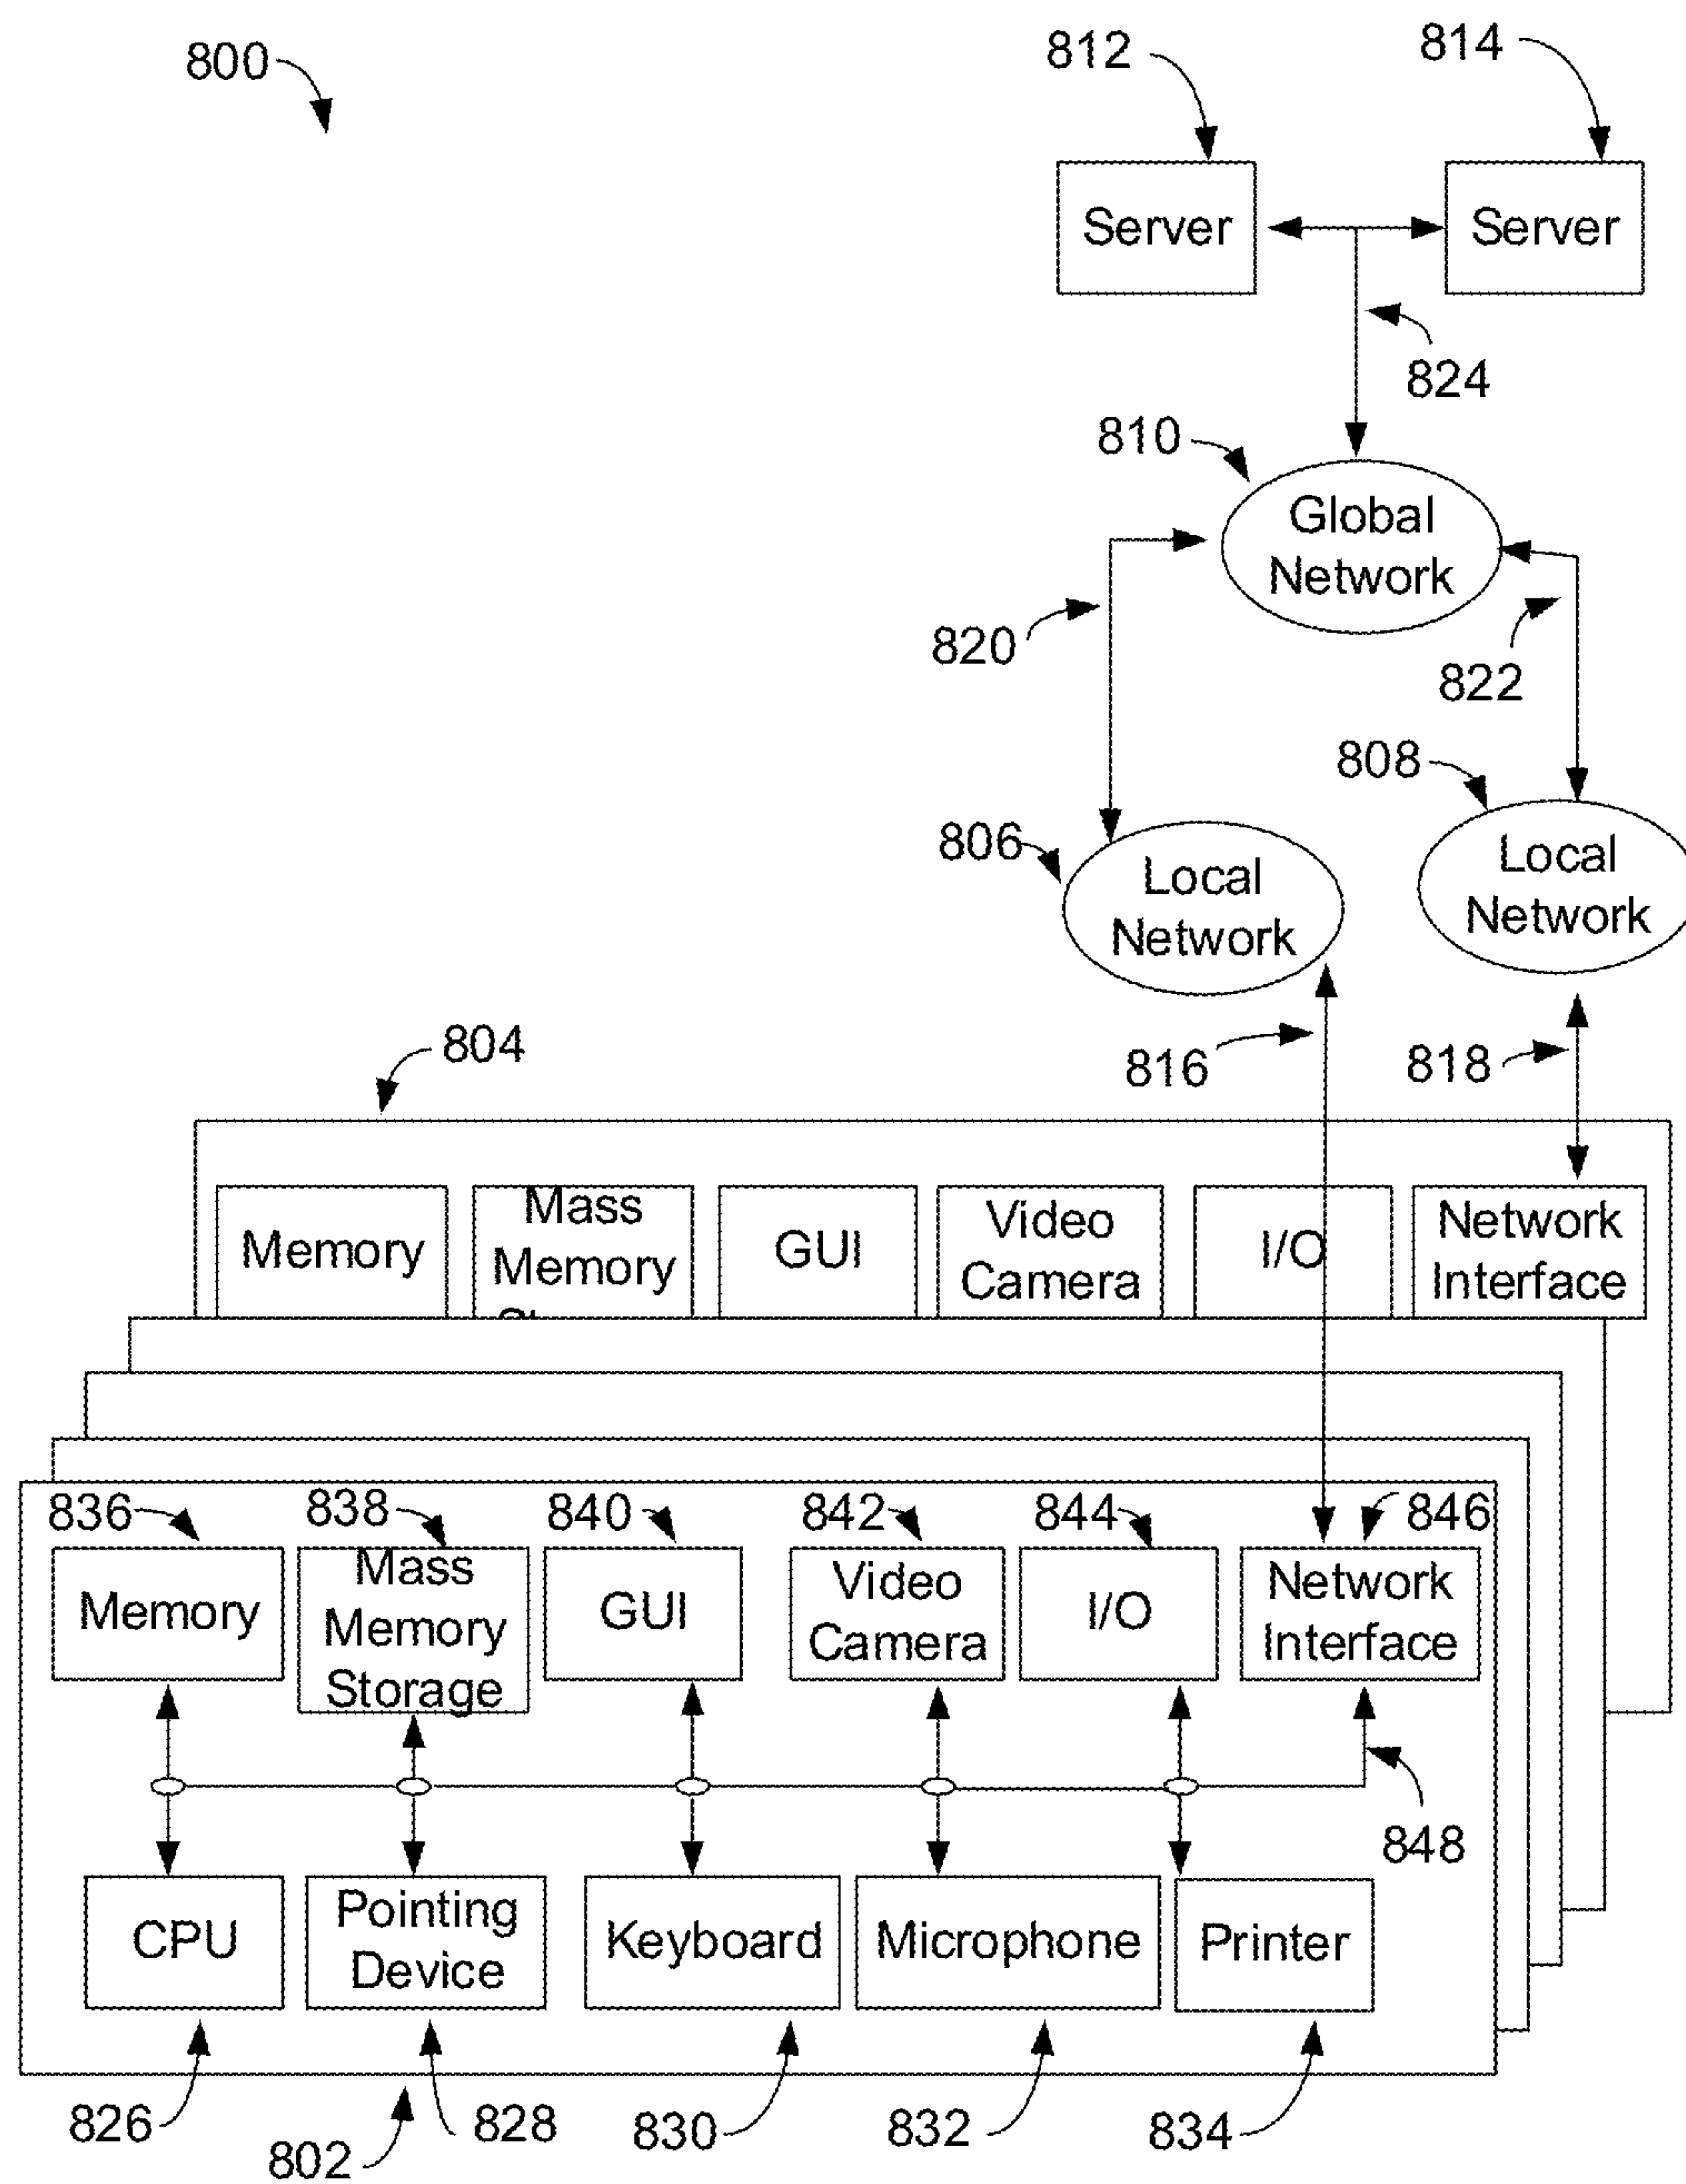 800
812
814
Server
Server
824
810
Global
Network
820
822
808
806
Local
Network
Local
Network
804
816
818
Memory
Mass
Memory
GUI
Video
Camera
I/O
Network
Interface
836
838
840
842
844
846
Memory
Mass
Memory
Storage
GUI
Video
Camera
I/O
Network
Interface
848
CPU
Pointing
Device
Keyboard
Microphone
Printer
826
802
828
830
832
834